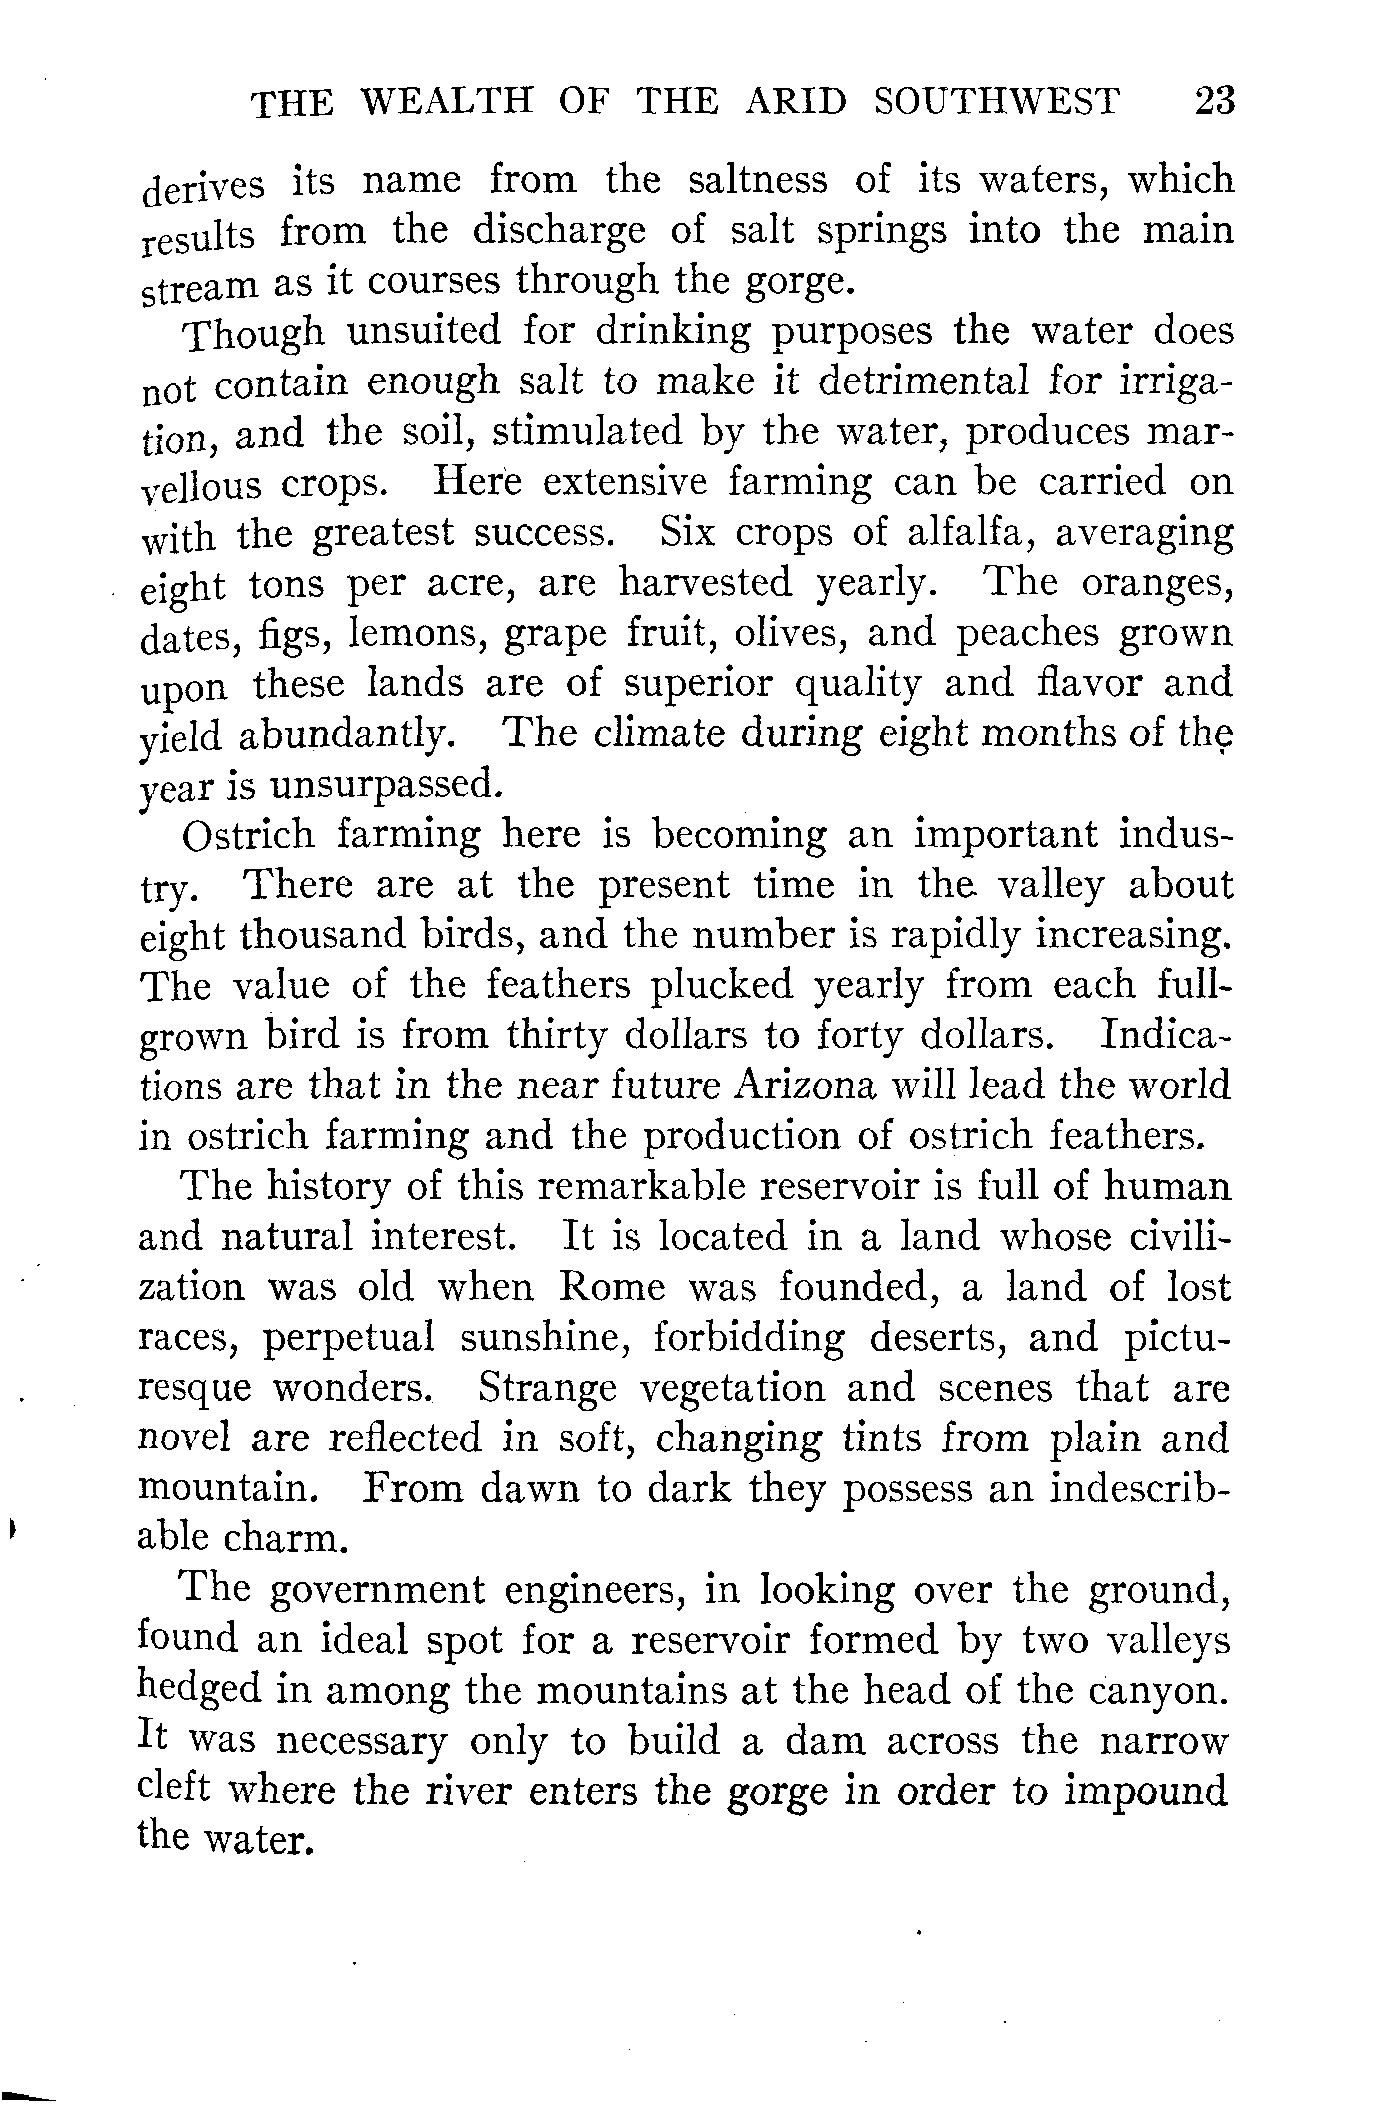 THE WEALTH OF THE ARID SOUTHWEST 23
derives its name from the saltness of its waters, which
results from the discharge of salt springs into the main
stream as it courses through the gorge.
Though unsuited for drinking purposes the water does
not contain enough salt to make it detrimental for irriga-
tion, and the soil, stimulated by the water, produces mar-
vellous crops. Here extensive farming can be carried on
with the greatest success. Six crops of alfalfa, averaging
eight tons per acre, are harvested yearly. The oranges,
dates, figs, lemons, grape fruit, olives, and peaches grown
upon these lands are of superior quality and flavor and
yield abundantly. The climate during eight months of the
year is unsurpassed.
Ostrich farming here is becoming an important indus-
try. There are at the present time in the valley about
eight thousand birds, and the number is rapidly increasing.
The value of the feathers plucked yearly from each full-
grown bird is from thirty dollars to forty dollars. Indica-
tions are that in the near future Arizona will lead the world
in ostrich farming and the production of ostrich feathers.
The history of this remarkable reservoir is full of human
and natural interest. It is located in a land whose civili-
zation was old when Rome was founded, a land of lost
races, perpetual sunshine, forbidding deserts, and pictu-
resque wonders. Strange vegetation and scenes that are
novel are reflected in soft, changing tints from plain and
mountain. From dawn to dark they possess an indescrib-
able charm.
The government engineers, in looking over the ground,
found an ideal spot for a reservoir formed by two valleys
hedged in among the mountains at the head of the canyon.
It was necessary only to build a dam across the narrow
cleft where the river enters the gorge in order to impound
the water.